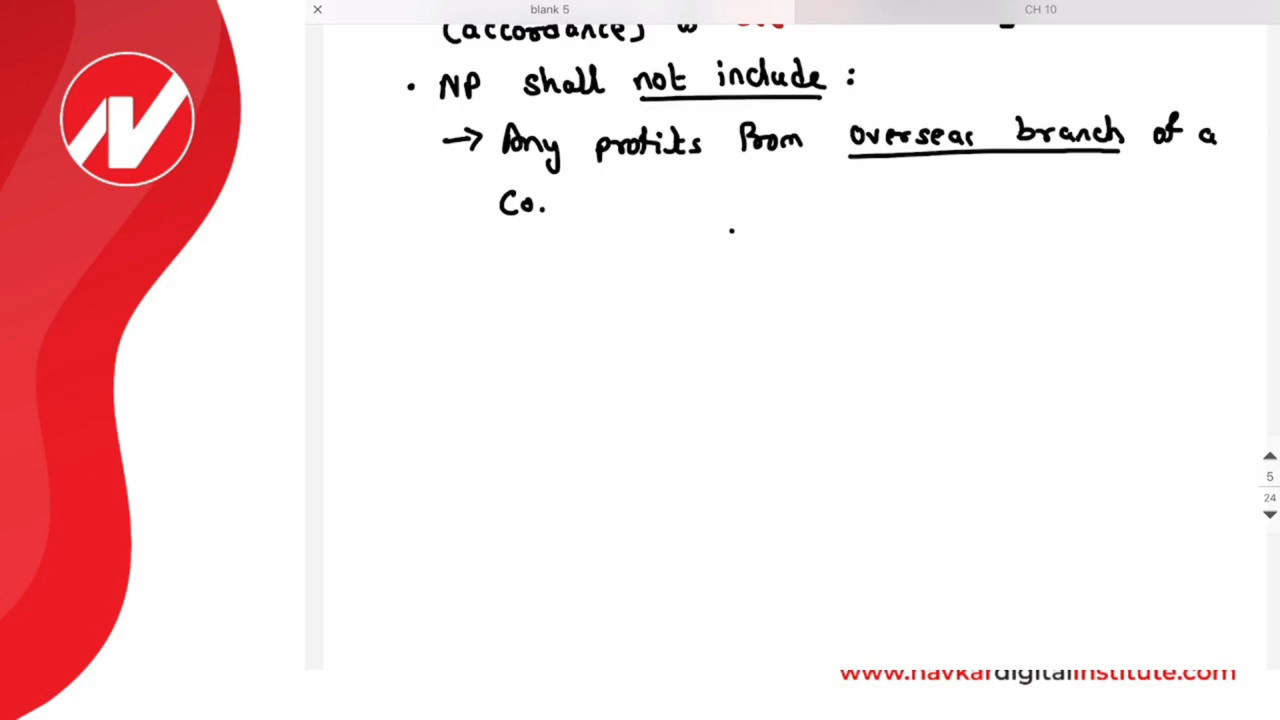 blank 5
CH 10
(accordance)
• NP shall not include :
→ Any profits from overseas branch of a
Co.
5
24
www.navkardigitalinstitute.com